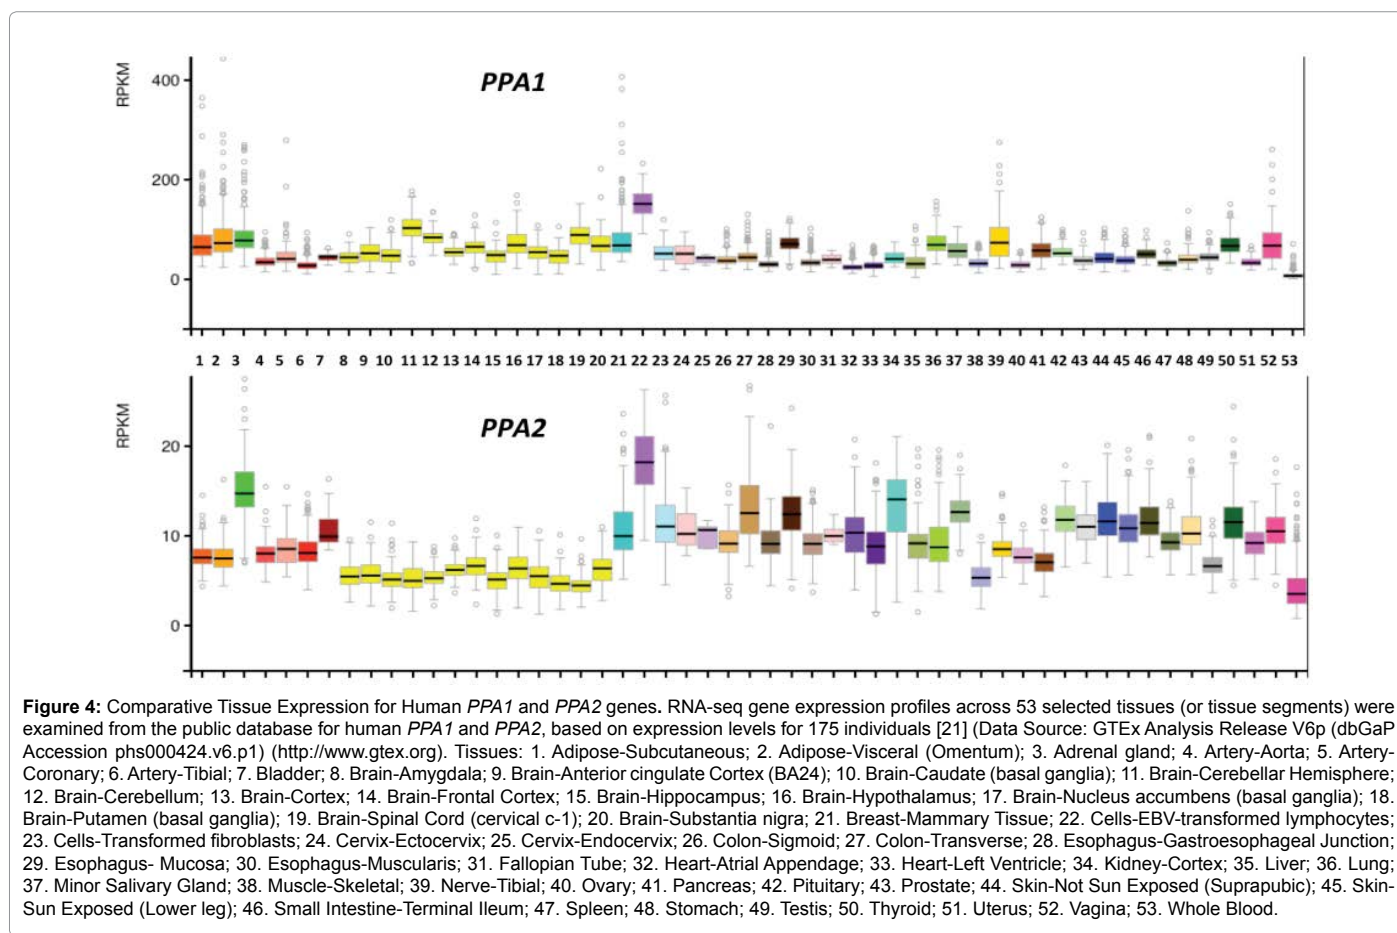 RPKM
PPA1
400
200
0
1 2 3 4 5 6 7 8 9 10 11 12 13 14 15 16 17 18 19 20 21 22 23 24 25 26 27 28 29 30 31 32 33 34 35 36 37 38 39 40 41 42 43 44 45 46 47 48 49 50 51 52 53
RPKM
PPA2
20
10
0
Figure 4: Comparative Tissue Expression for Human PPA1 and PPA2 genes. RNA-seq gene expression profiles across 53 selected tissues (or tissue segments) were
examined from the public database for human PPA1 and PPA2, based on expression levels for 175 individuals [21] (Data Source: GTEx Analysis Release V6p (dbGaP
Accession phs000424.v6.p1) (http://www.gtex.org). Tissues: 1. Adipose-Subcutaneous; 2. Adipose-Visceral (Omentum); 3. Adrenal gland; 4. Artery-Aorta; 5. Artery-
Coronary; 6. Artery-Tibial; 7. Bladder; 8. Brain-Amygdala; 9. Brain-Anterior cingulate Cortex (BA24); 10. Brain-Caudate (basal ganglia); 11. Brain-Cerebellar Hemisphere;
12. Brain-Cerebellum; 13. Brain-Cortex; 14. Brain-Frontal Cortex; 15. Brain-Hippocampus; 16. Brain-Hypothalamus; 17. Brain-Nucleus accumbens (basal ganglia); 18.
Brain-Putamen (basal ganglia); 19. Brain-Spinal Cord (cervical c-1); 20. Brain-Substantia nigra; 21. Breast-Mammary Tissue; 22. Cells-EBV-transformed lymphocytes;
23. Cells-Transformed fibroblasts; 24. Cervix-Ectocervix; 25. Cervix-Endocervix; 26. Colon-Sigmoid; 27. Colon-Transverse; 28. Esophagus-Gastroesophageal Junction;
29. Esophagus- Mucosa; 30. Esophagus-Muscularis; 31. Fallopian Tube; 32. Heart-Atrial Appendage; 33. Heart-Left Ventricle; 34. Kidney-Cortex; 35. Liver; 36. Lung;
37. Minor Salivary Gland; 38. Muscle-Skeletal; 39. Nerve-Tibial; 40. Ovary; 41. Pancreas; 42. Pituitary; 43. Prostate; 44. Skin-Not Sun Exposed (Suprapubic); 45. Skin-
Sun Exposed (Lower leg); 46. Small Intestine-Terminal Ileum; 47. Spleen; 48. Stomach; 49. Testis; 50. Thyroid; 51. Uterus; 52. Vagina; 53. Whole Blood.